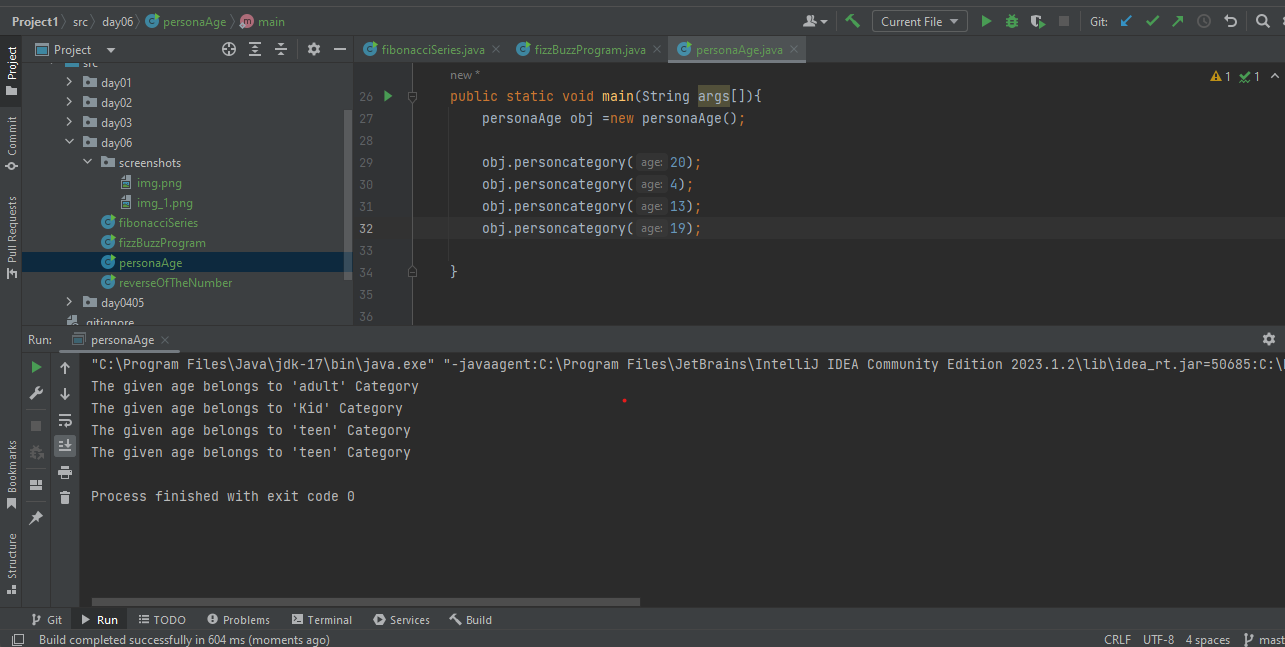 Project1 src day06 personaAge main Current File Git:
Project
fibonacciSeries.java fizzBuzzProgram.java personaAge.java
Project
Commit
Pull Requests
Bookmarks
Structure
src
day01
day02
day03
day06
screenshots
img.png
img_1.png
fibonacciSeries
fizzBuzzProgram
personaAge
reverseOfTheNumber
day0405
.gitignore
new *
1 1
26 public static void main(String args[]){
27 personaAge obj =new personaAge();
28
29 obj.personcategory( age: 20);
30 obj.personcategory( age: 4);
31 obj.personcategory( age: 13);
32 obj.personcategory( age: 19);
33
34 }
35
36
Run: personaAge
"C:\Program Files\Java\jdk-17\bin\java.exe" "-javaagent:C:\Program Files\JetBrains\IntelliJ IDEA Community Edition 2023.1.2\lib\idea_rt.jar=50685:C:\
The given age belongs to 'adult' Category
The given age belongs to 'Kid' Category
The given age belongs to 'teen' Category
The given age belongs to 'teen' Category
Process finished with exit code 0
Git Run TODO Problems Terminal Services Build
Build completed successfully in 604 ms (moments ago) CRLF UTF-8 4 spaces mast